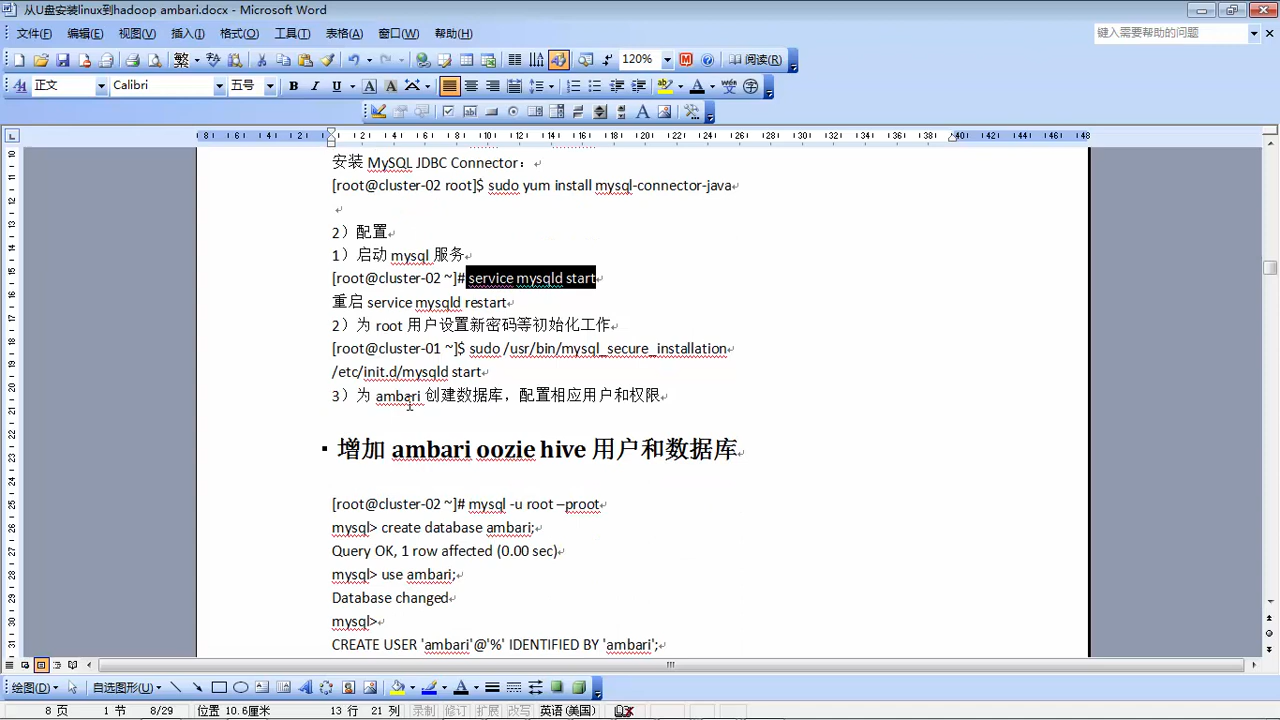 从U盘安装linux到hadoop ambari.docx - Microsoft Word
文件(F) 编辑(E) 视图(V) 插入(I) 格式(O) 工具(T) 表格(A) 窗口(W) 帮助(H) 键入需要帮助的问题
繁 120% 阅读(R)
正文 Calibri 五号 B I U A A
安装 MySQL JDBC Connector：
[root@cluster-02 root]$ sudo yum install mysql-connector-java
2）配置
1）启动 mysql 服务
[root@cluster-02 ~]# service mysqld start
重启 service mysqld restart
2）为 root 用户设置新密码等初始化工作
[root@cluster-01 ~]$ sudo /usr/bin/mysql_secure_installation
/etc/init.d/mysqld start
3）为 ambari 创建数据库，配置相应用户和权限
▪ 增加 ambari oozie hive 用户和数据库
[root@cluster-02 ~]# mysql -u root –proot
mysql> create database ambari;
Query OK, 1 row affected (0.00 sec)
mysql> use ambari;
Database changed
mysql>
CREATE USER 'ambari'@'%' IDENTIFIED BY 'ambari';
绘图(D) 自选图形(U)
8 页 1 节 8/29 位置 10.6厘米 13 行 21 列 录制 修订 扩展 改写 英语(美国)